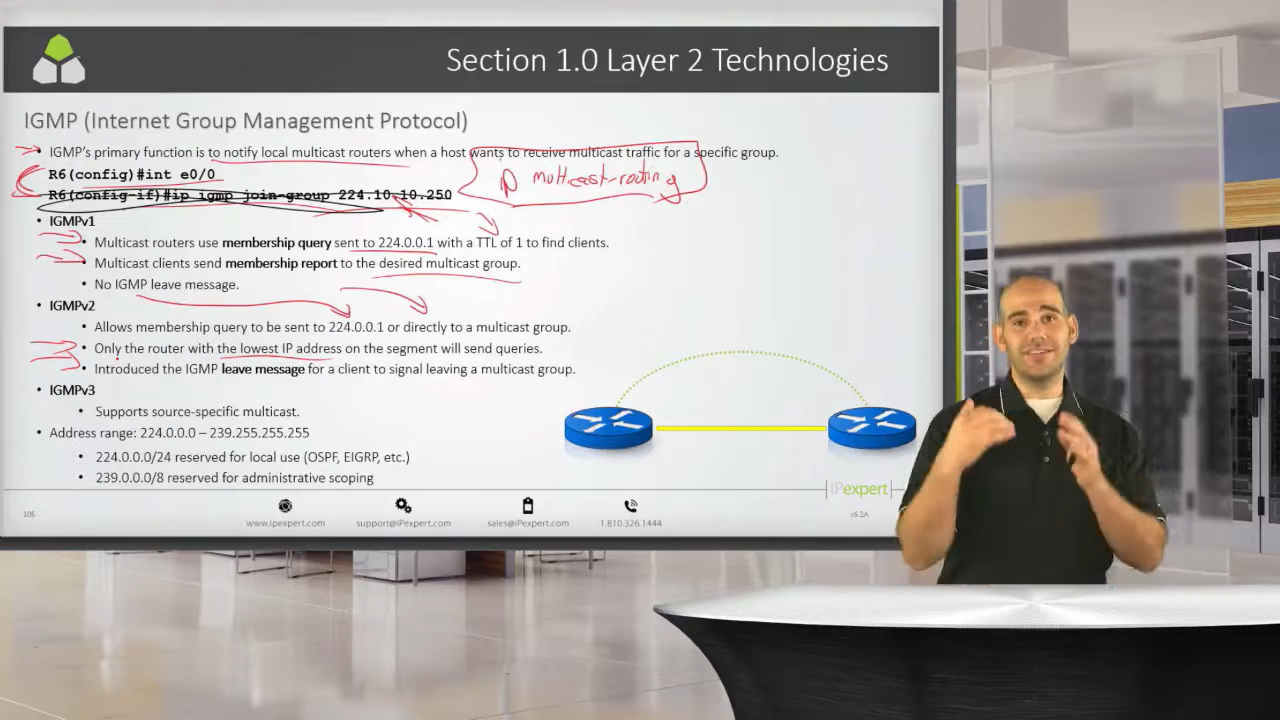 Section 1.0 Layer 2 Technologies
IGMP (Internet Group Management Protocol)
• IGMP's primary function is to notify local multicast routers when a host wants to receive multicast traffic for a specific group.
R6(config)#int e0/0
R6(config-if)#ip igmp join-group 224.10.10.250
ip multicast-routing
• IGMPv1
• Multicast routers use membership query sent to 224.0.0.1 with a TTL of 1 to find clients.
• Multicast clients send membership report to the desired multicast group.
• No IGMP leave message.
• IGMPv2
• Allows membership query to be sent to 224.0.0.1 or directly to a multicast group.
• Only the router with the lowest IP address on the segment will send queries.
• Introduced the IGMP leave message for a client to signal leaving a multicast group.
• IGMPv3
• Supports source-specific multicast.
• Address range: 224.0.0.0 – 239.255.255.255
• 224.0.0.0/24 reserved for local use (OSPF, EIGRP, etc.)
• 239.0.0.0/8 reserved for administrative scoping
iPexpert
105
www.ipexpert.com
support@iPexpert.com
sales@iPexpert.com
1.810.326.1444
v5.2A